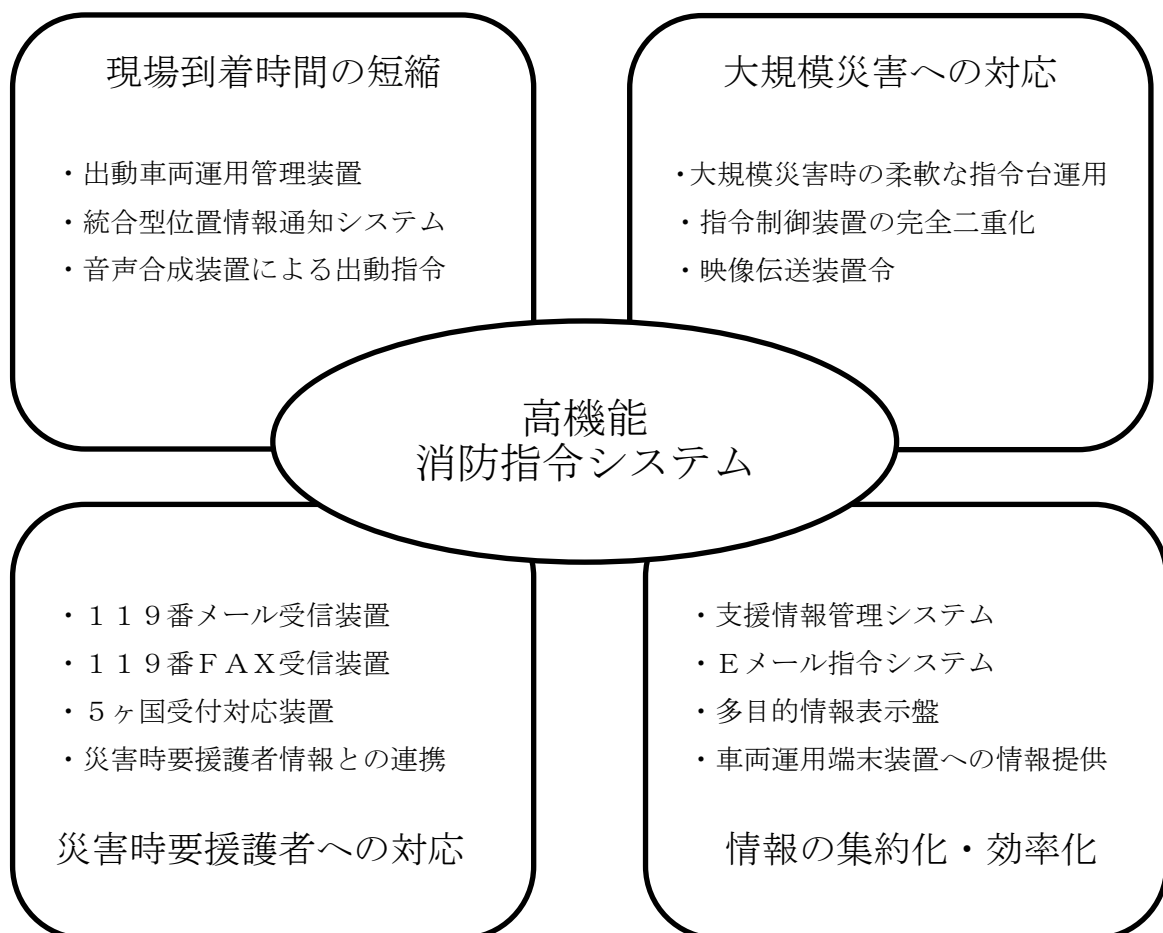 現場到着時間の短縮
・出動車両運用管理装置
・統合型位置情報通知システム
・音声合成装置による出動指令
大規模災害への対応
・大規模災害時の柔軟な指令台運用
・指令制御装置の完全二重化
・映像伝送装置令
高機能
消防指令システム
・１１９番メール受信装置
・１１９番ＦＡＸ受信装置
・５ヶ国受付対応装置
・災害時要援護者情報との連携
災害時要援護者への対応
・支援情報管理システム
・Ｅメール指令システム
・多目的情報表示盤
・車両運用端末装置への情報提供
情報の集約化・効率化